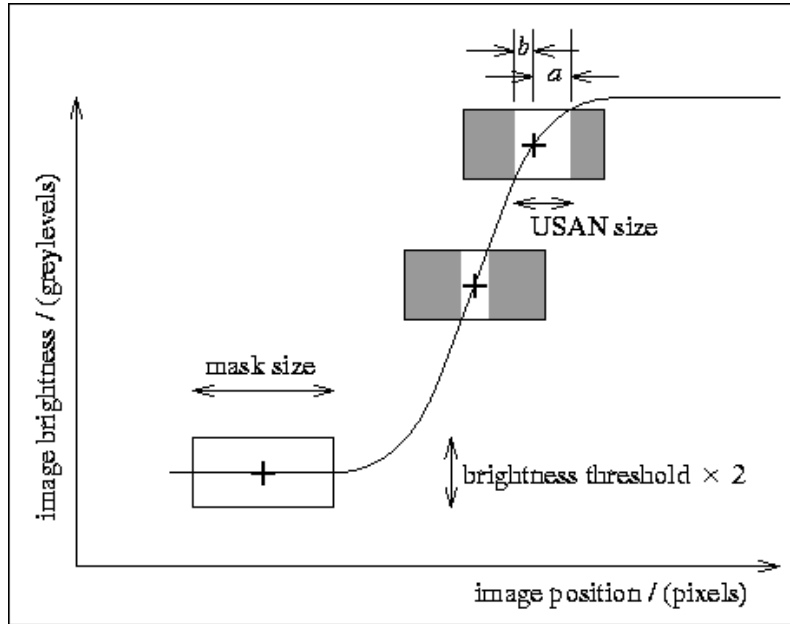 b
a
USAN size
mask size
brightness threshold × 2
image brightness / (greylevels)
image position / (pixels)